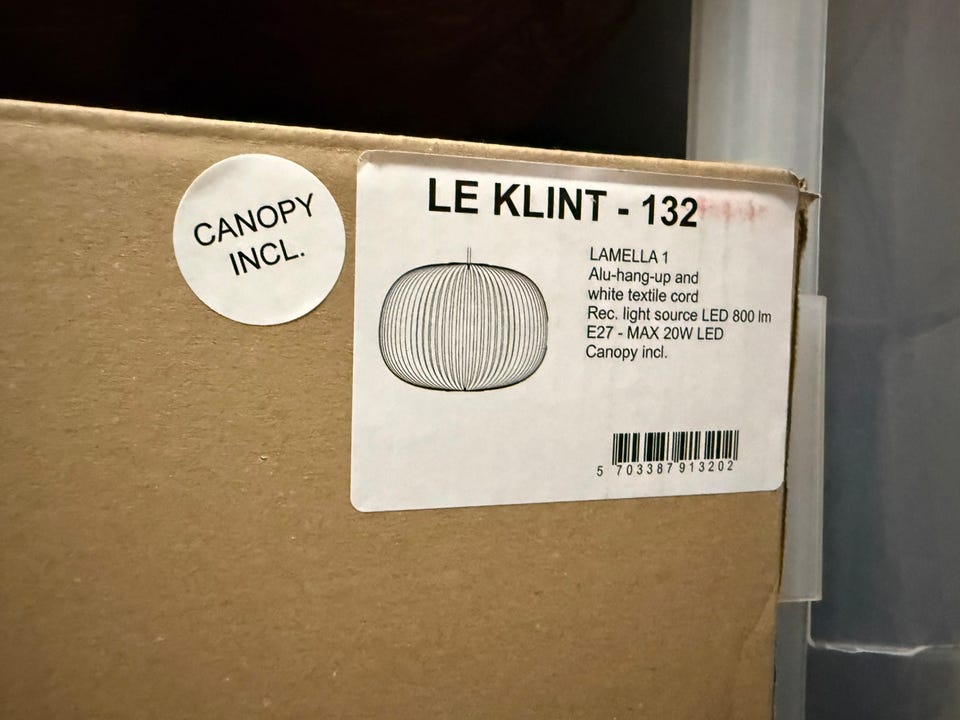 CANOPY
INCL.
LE KLINT - 132
LAMELLA 1
Alu-hang-up and
white textile cord
Rec. light source LED 800 lm
E27 - MAX 20W LED
Canopy incl.
5 703387 913202